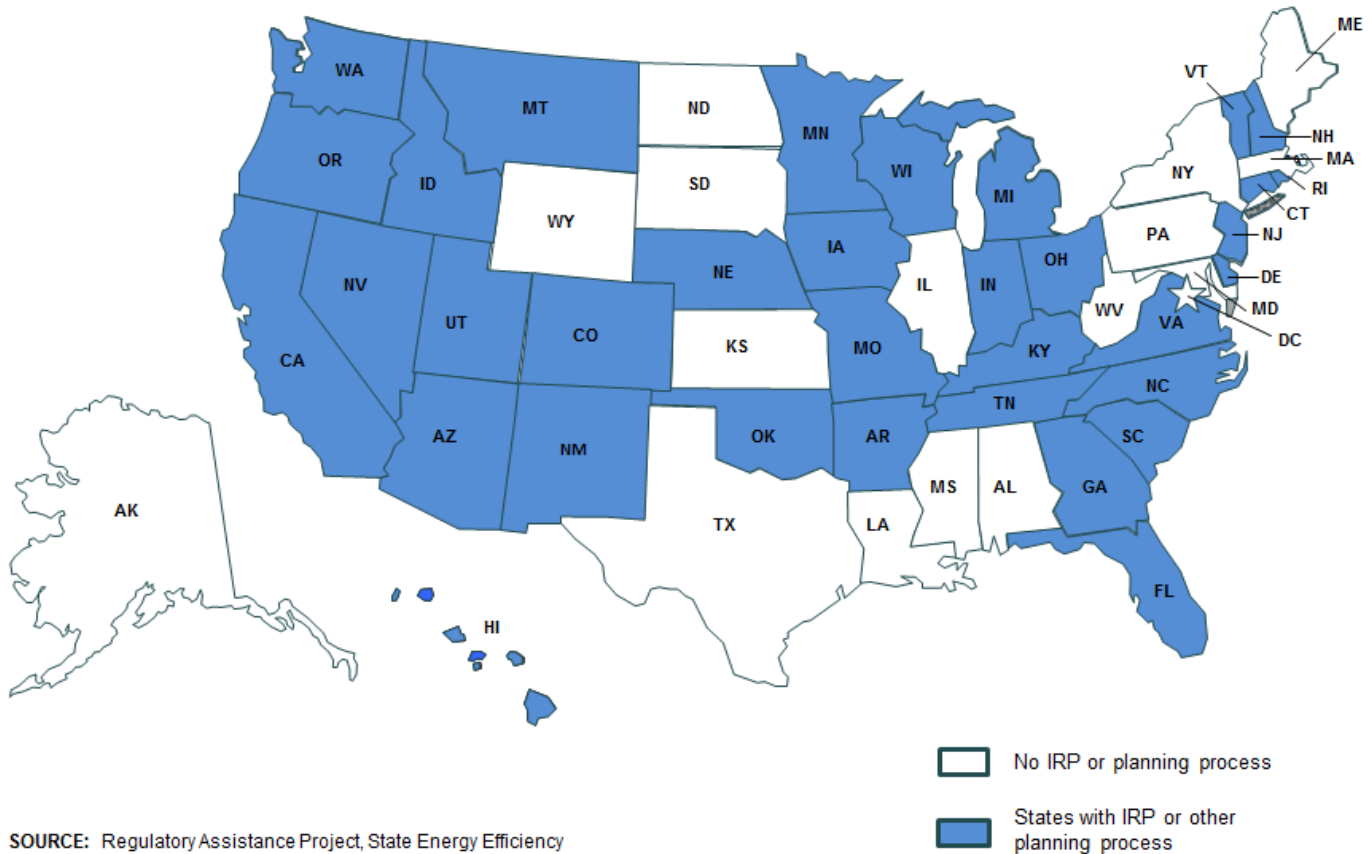 ME
WA
VT
MT
ND
MN
NH
OR
MA
ID
SD
WI
NY
RI
MI
CT
WY
PA
NJ
IA
NE
OH
DE
NV
IL
IN
UT
WV
MD
CO
VA
DC
CA
KS
MO
KY
NC
TN
AZ
OK
AR
SC
NM
MS
AL
GA
AK
TX
LA
FL
HI
No IRP or planning process
States with IRP or other
planning process
SOURCE: Regulatory Assistance Project, State Energy Efficiency